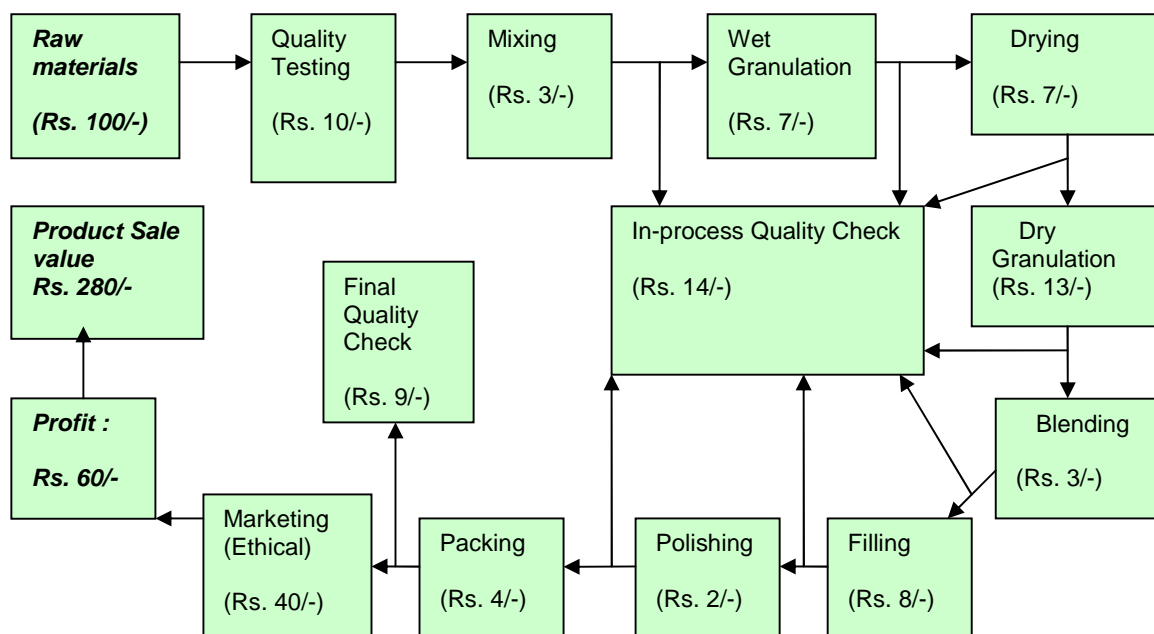 Raw
materials
(Rs. 100/-)
Quality
Testing
(Rs. 10/-)
Mixing
(Rs. 3/-)
Wet
Granulation
(Rs. 7/-)
Drying
(Rs. 7/-)
Product Sale
value
Rs. 280/-
In-process Quality Check
(Rs. 14/-)
Dry
Granulation
(Rs. 13/-)
Final
Quality
Check
(Rs. 9/-)
Profit :
Rs. 60/-
Blending
(Rs. 3/-)
Marketing
(Ethical)
(Rs. 40/-)
Packing
(Rs. 4/-)
Polishing
(Rs. 2/-)
Filling
(Rs. 8/-)